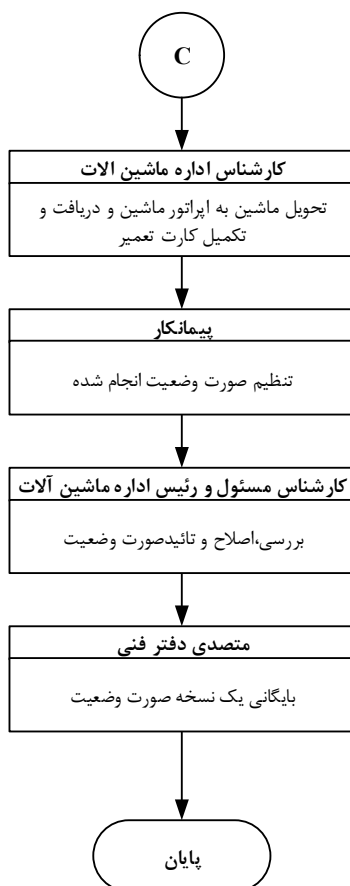 C
کارشناس اداره ماشین الات
تحویل ماشین به اپراتور ماشین و دریافت و
تکمیل کارت تعمیر
پیمانکار
تنظیم صورت وضعیت انجام شده
کارشناس مسئول و رئیس اداره ماشین آلات
بررسی،اصلاح و تائیدصورت وضعیت
متصدی دفتر فنی
بایگانی یک نسخه صورت وضعیت
پایان